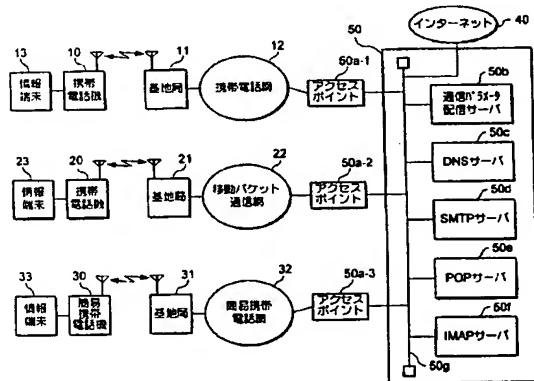 インターネット
40
50
13
10
11
12
50a-1
情報
端末
携帯
電話機
基地局
携帯電話網
アクセス
ポイント
50b
通信パラメータ
配信サーバ
50c
DNSサーバ
23
20
21
22
50a-2
情報
端末
携帯
電話機
基地局
移動パケット
通信網
アクセス
ポイント
50d
SMTPサーバ
50e
POPサーバ
33
30
31
32
50a-3
情報
端末
簡易
携帯
電話機
基地局
簡易携帯
電話網
アクセス
ポイント
50f
IMAPサーバ
50g